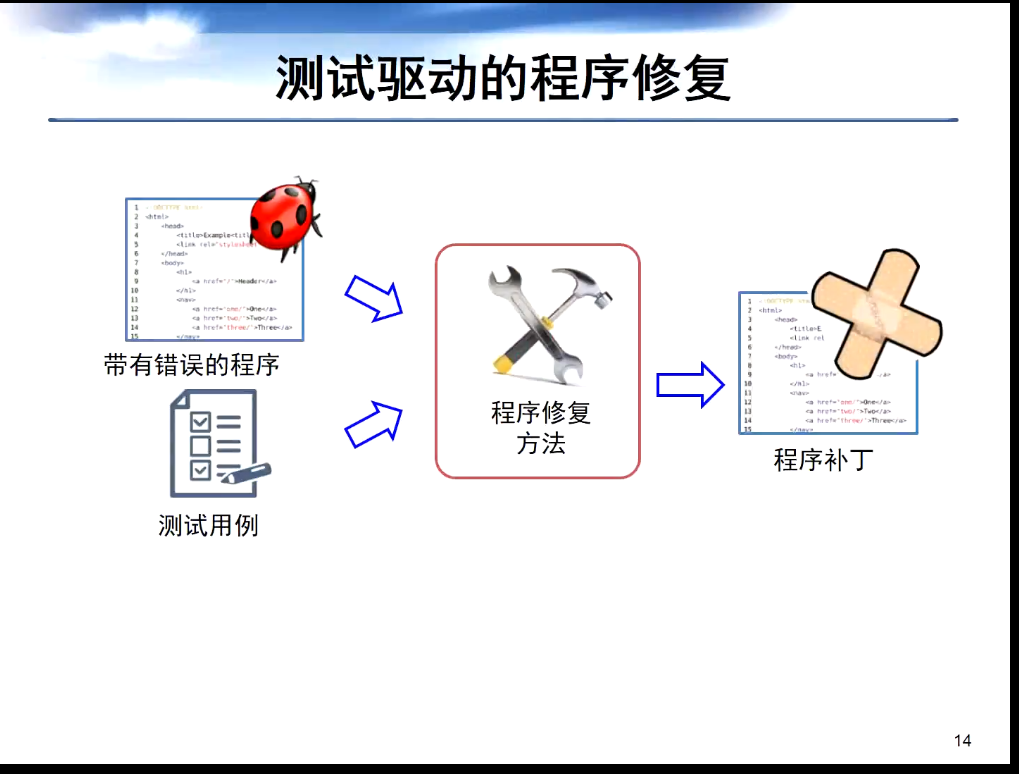 测试驱动的程序修复
1 <!DOCTYPE html>
2 <html>
3 <head>
4 <title>Example<titl
5 <link rel="stylesheet"
6 </head>
7 <body>
8 <h1>
9 <a href="/">Header</a>
10 </h1>
11 <nav>
12 <a href="one/">One</a>
13 <a href="two/">Two</a>
14 <a href="three/">Three</a>
15 </nav>
带有错误的程序
测试用例
程序修复
方法
1
2 <html>
3 <head>
4 <title>E
5 <link rel
6 </head>
7 <body>
8 <h1>
9 <a href
10 </h1>
11 <nav>
12 <a href="one/">One</a>
13 <a href="two/">Two</a>
14 <a href="three/">Three</a>
15 </nav>
程序补丁
14